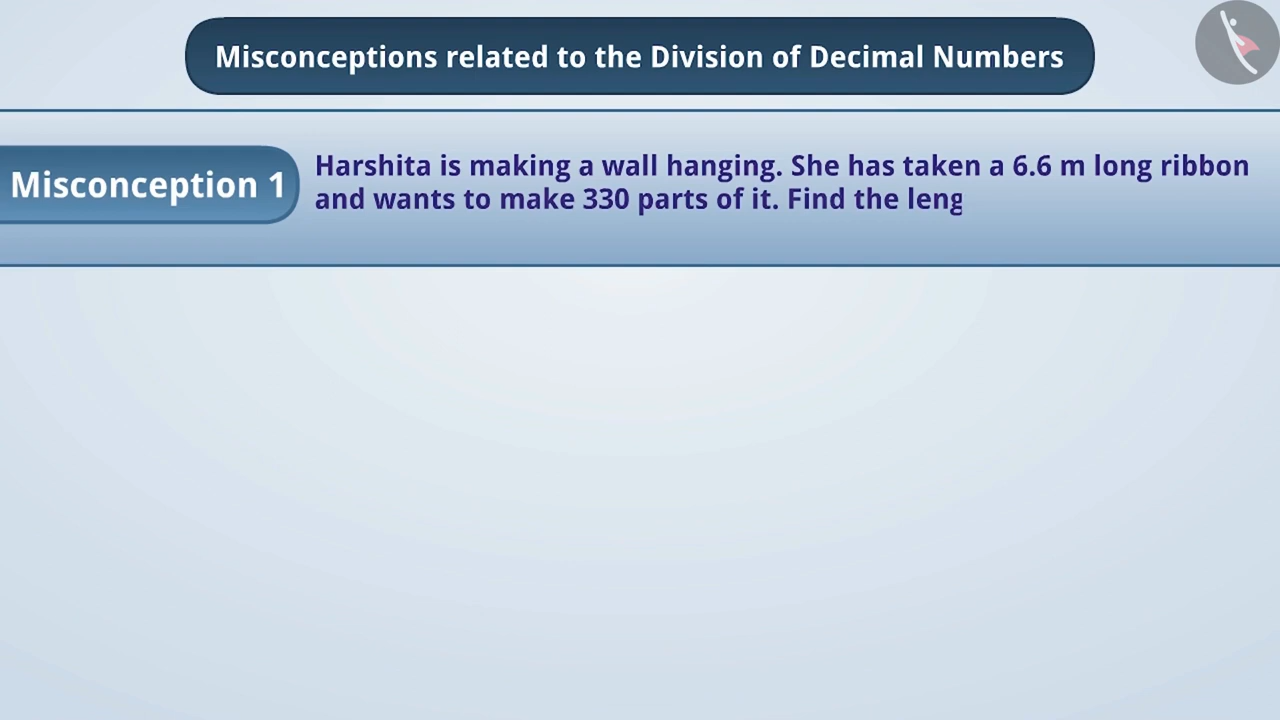 Misconceptions related to the Division of Decimal Numbers
Misconception 1
Harshita is making a wall hanging. She has taken a 6.6 m long ribbon
and wants to make 330 parts of it. Find the leng